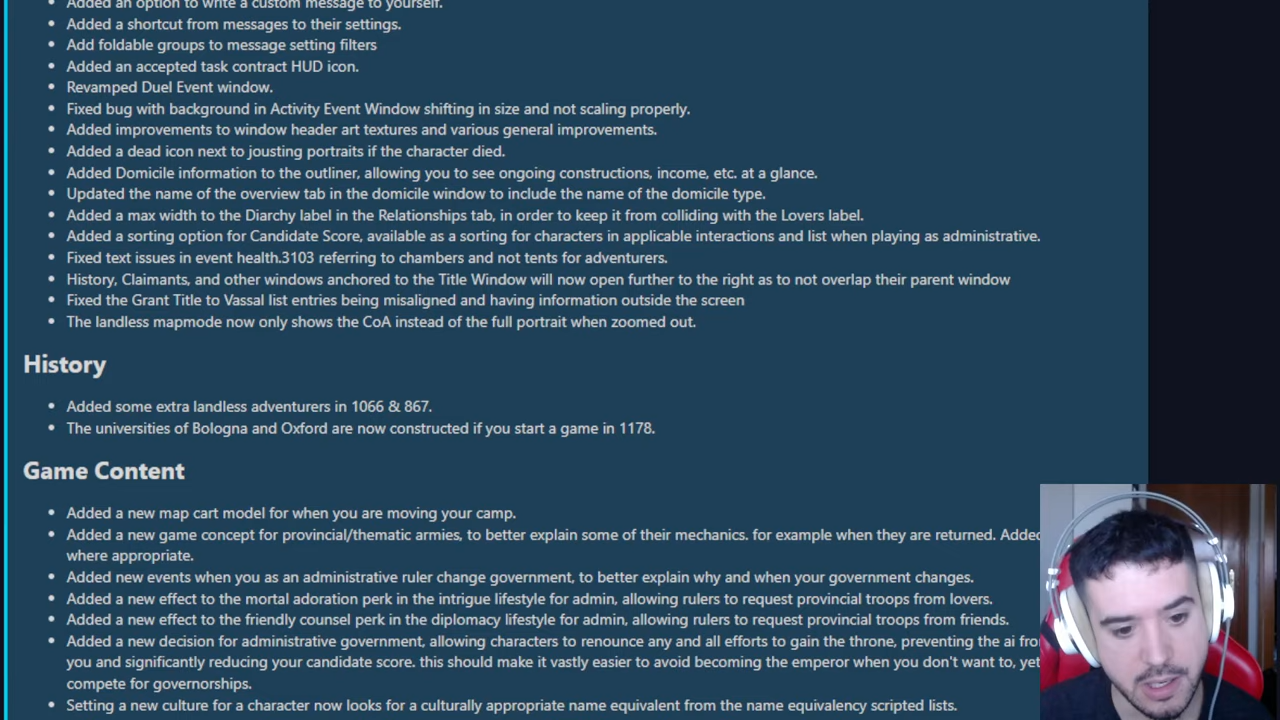 Added an option to write a custom message to yourself.
Added a shortcut from messages to their settings.
Add foldable groups to message setting filters
Added an accepted task contract HUD icon.
Revamped Duel Event window.
Fixed bug with background in Activity Event Window shifting in size and not scaling properly.
Added improvements to window header art textures and various general improvements.
Added a dead icon next to jousting portraits if the character died.
Added Domicile information to the outliner, allowing you to see ongoing constructions, income, etc. at a glance.
Updated the name of the overview tab in the domicile window to include the name of the domicile type.
Added a max width to the Diarchy label in the Relationships tab, in order to keep it from colliding with the Lovers label.
Added a sorting option for Candidate Score, available as a sorting for characters in applicable interactions and list when playing as administrative.
Fixed text issues in event health.3103 referring to chambers and not tents for adventurers.
History, Claimants, and other windows anchored to the Title Window will now open further to the right as to not overlap their parent window
Fixed the Grant Title to Vassal list entries being misaligned and having information outside the screen
The landless mapmode now only shows the CoA instead of the full portrait when zoomed out.
History
Added some extra landless adventurers in 1066 & 867.
The universities of Bologna and Oxford are now constructed if you start a game in 1178.
Game Content
Added a new map cart model for when you are moving your camp.
Added a new game concept for provincial/thematic armies, to better explain some of their mechanics. for example when they are returned. Added
where appropriate.
Added new events when you as an administrative ruler change government, to better explain why and when your government changes.
Added a new effect to the mortal adoration perk in the intrigue lifestyle for admin, allowing rulers to request provincial troops from lovers.
Added a new effect to the friendly counsel perk in the diplomacy lifestyle for admin, allowing rulers to request provincial troops from friends.
Added a new decision for administrative government, allowing characters to renounce any and all efforts to gain the throne, preventing the ai
you and significantly reducing your candidate score. this should make it vastly easier to avoid becoming the emperor when you don't want to, yet
compete for governorships.
Setting a new culture for a character now looks for a culturally appropriate name equivalent from the name equivalency scripted lists.